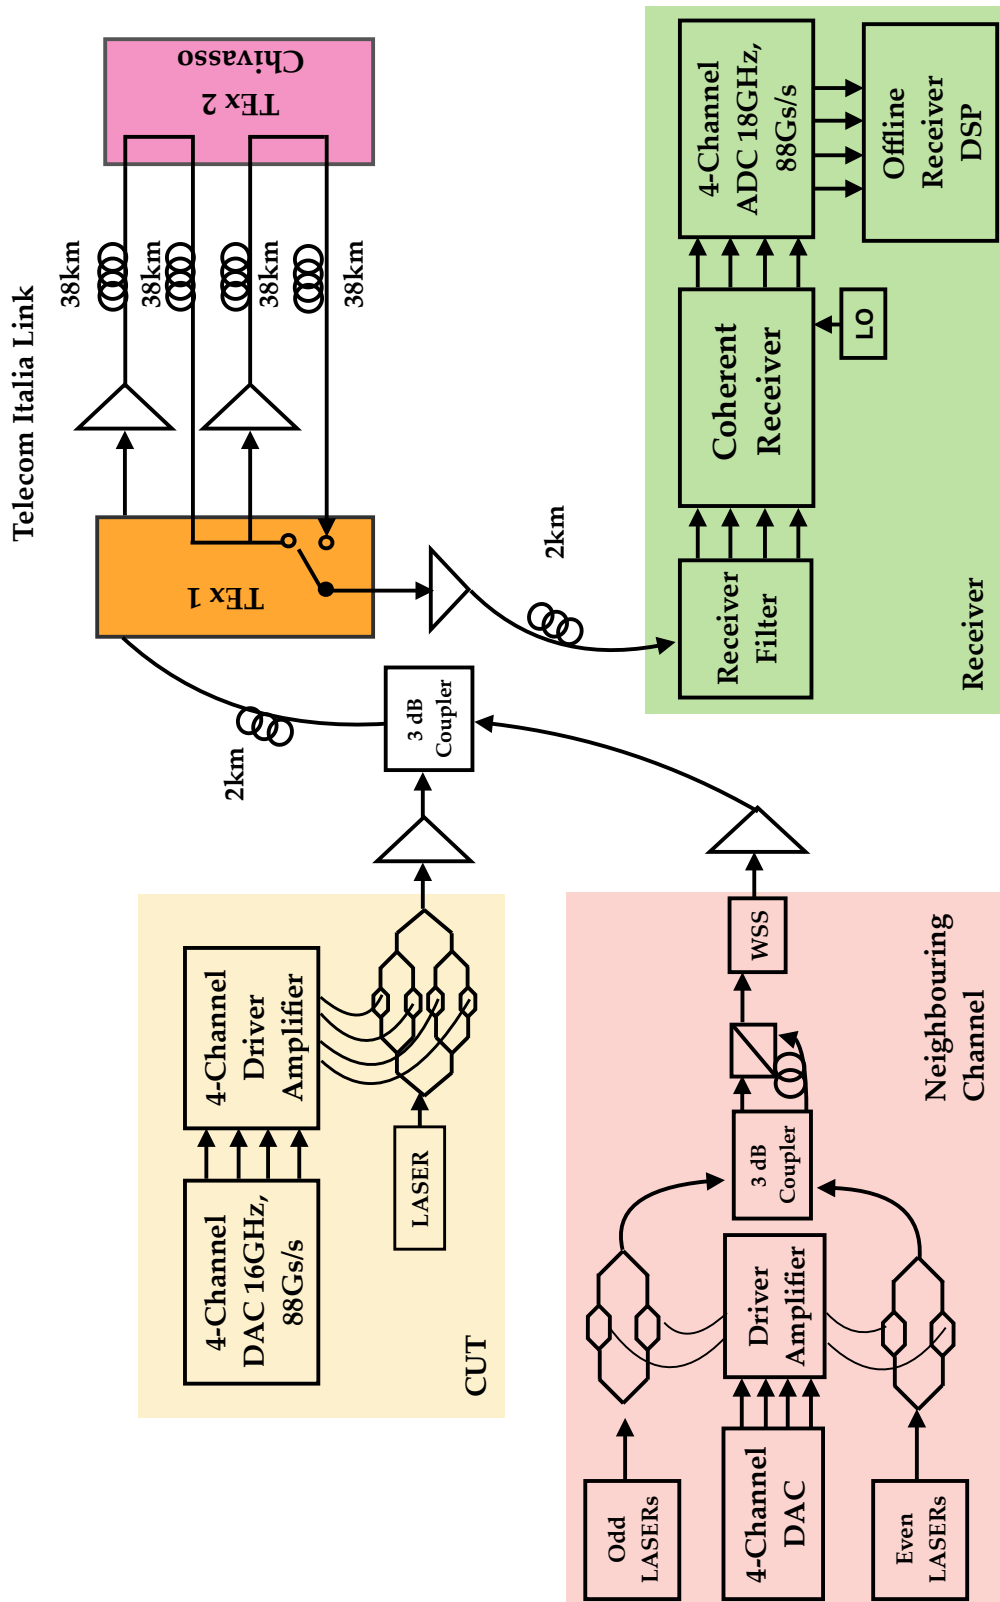 Telecom Italia Link
38km
38km
38km
38km
TEx 2
Chivasso
TEx 1
2km
2km
3 dB
Coupler
4-Channel
DAC 16GHz,
88Gs/s
4-Channel
Driver
Amplifier
LASER
CUT
Odd
LASERs
4-Channel
DAC
Even
LASERs
Driver
Amplifier
3 dB
Coupler
WSS
Neighbouring
Channel
Receiver
Filter
Coherent
Receiver
LO
4-Channel
ADC 18GHz,
88Gs/s
Offline
Receiver
DSP
Receiver